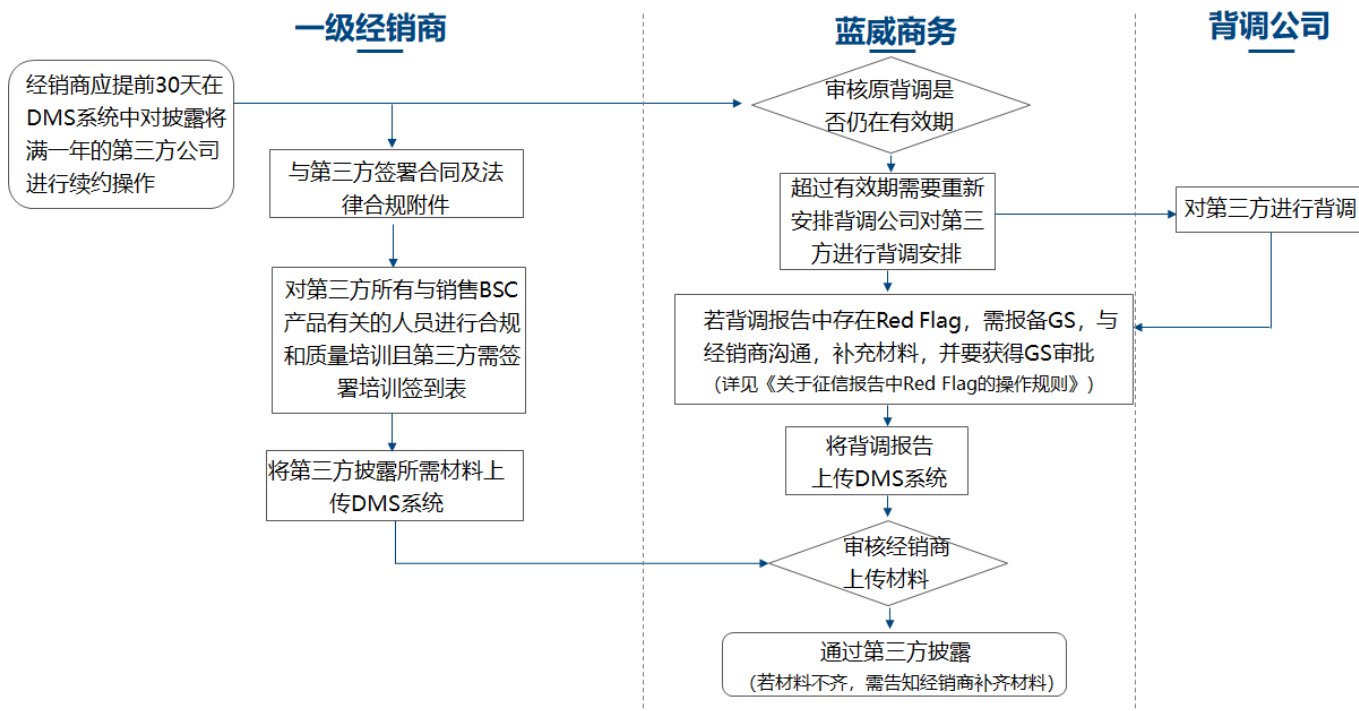 一级经销商
蓝威商务
背调公司
经销商应提前30天在
DMS系统中对披露将
满一年的第三方公司
进行续约操作
审核原背调是
否仍在有效期
与第三方签署合同及法
律合规附件
超过有效期需要重新
安排背调公司对第三
方进行背调安排
对第三方进行背调
对第三方所有与销售BSC
产品有关的人员进行合规
和质量培训且第三方需签
署培训签到表
若背调报告中存在Red Flag，需报备GS，与
经销商沟通，补充材料，并要获得GS审批
（详见《关于征信报告中Red Flag的操作规则》）
将背调报告
上传DMS系统
将第三方披露所需材料上
传DMS系统
审核经销商
上传材料
通过第三方披露
（若材料不齐，需告知经销商补齐材料）